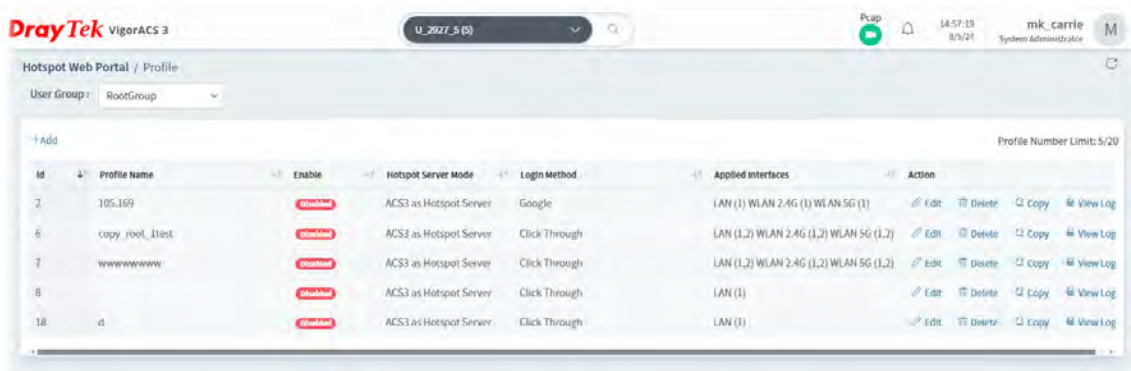 DrayTek VigorACS 3
U_2927_5 (5)
Pcap
14:57:19
8/5/24
mk_carrie
System Administrator
M
Hotspot Web Portal / Profile
User Group : RootGroup
+Add
Profile Number Limit: 5/20
Id Profile Name Enable Hotspot Server Mode Login Method Applied Interfaces Action
2 105.169 Disabled ACS3 as Hotspot Server Google LAN (1) WLAN 2.4G (1) WLAN 5G (1) Edit Delete Copy View Log
6 copy_root_1test Disabled ACS3 as Hotspot Server Click Through LAN (1,2) WLAN 2.4G (1,2) WLAN 5G (1,2) Edit Delete Copy View Log
7 wwwwwwwww Disabled ACS3 as Hotspot Server Click Through LAN (1,2) WLAN 2.4G (1,2) WLAN 5G (1,2) Edit Delete Copy View Log
8 Disabled ACS3 as Hotspot Server Click Through LAN (1) Edit Delete Copy View Log
18 d Disabled ACS3 as Hotspot Server Click Through LAN (1) Edit Delete Copy View Log